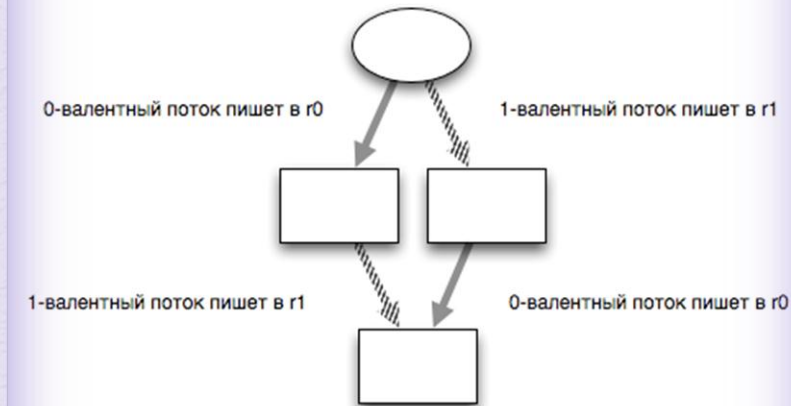 0-валентный поток пишет в r0
1-валентный поток пишет в r1
1-валентный поток пишет в r1
0-валентный поток пишет в r0